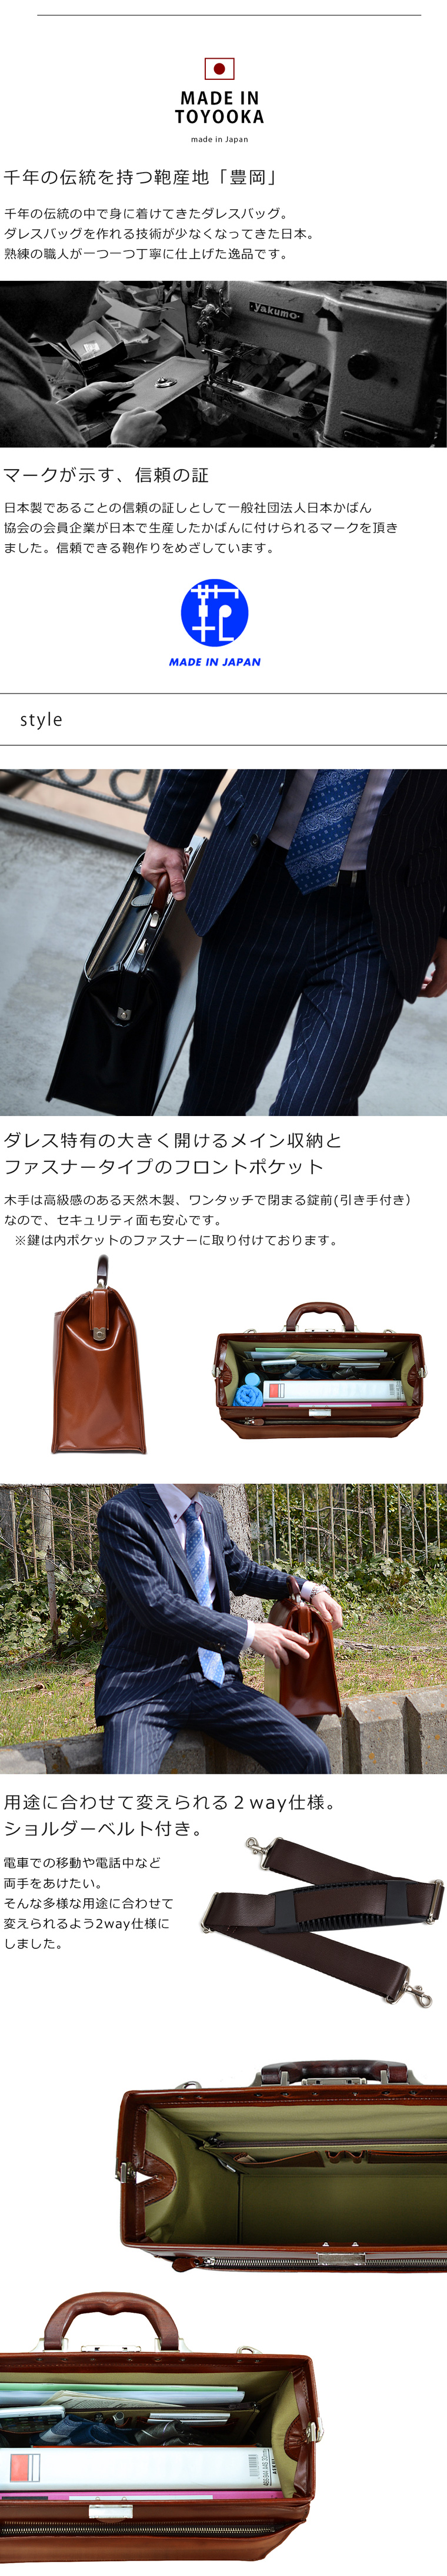 MADE IN
TOYOOKA
made in Japan
千年の伝統を持つ鞄産地「豊岡」
千年の伝統の中で身に着けてきたダレスバッグ。
ダレスバッグを作れる技術が少なくなってきた日本。
熟練の職人が一つ一つ丁寧に仕上げた逸品です。
Yakumo
マークが示す、信頼の証
日本製であることの信頼の証しとして一般社団法人日本かばん
協会の会員企業が日本で生産したかばんに付けられるマークを頂き
ました。信頼できる鞄作りをめざしています。
MADE IN JAPAN
style
ダレス特有の大きく開けるメイン収納と
ファスナータイプのフロントポケット
木手は高級感のある天然木製、ワンタッチで閉まる錠前(引き手付き）
なので、セキュリティ面も安心です。
※鍵は内ポケットのファスナーに取り付けております。
用途に合わせて変えられる２way仕様。
ショルダーベルト付き。
電車での移動や電話中など
両手をあけたい。
そんな多様な用途に合わせて
変えられるよう2way仕様に
しました。